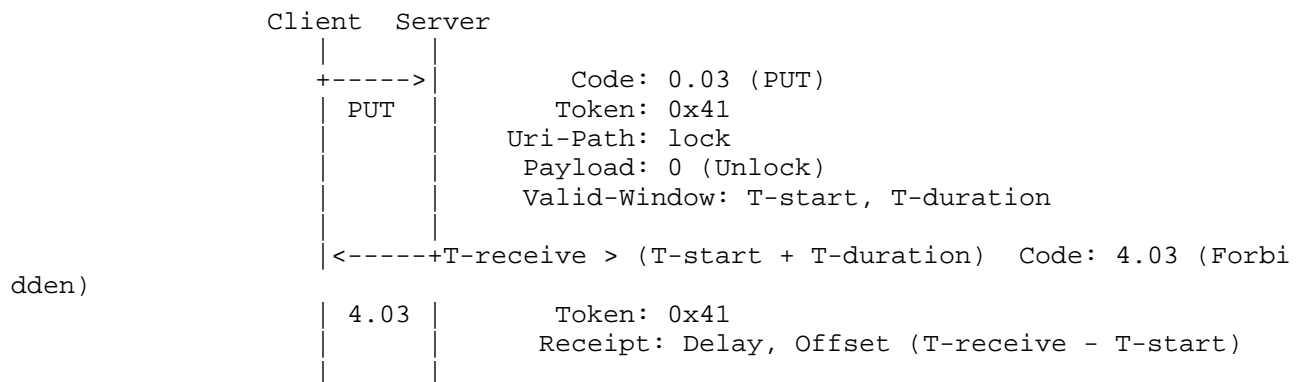 Client  Server
   |       |
   +----->|         Code: 0.03 (PUT)
   | PUT  |        Token: 0x41
   |      |     Uri-Path: lock
   |      |      Payload: 0 (Unlock)
   |      |      Valid-Window: T-start, T-duration
   |      |
   |<-----+T-receive > (T-start + T-duration)  Code: 4.03 (Forbi
dden)
   | 4.03 |        Token: 0x41
   |      |       Receipt: Delay, Offset (T-receive - T-start)
   |      |